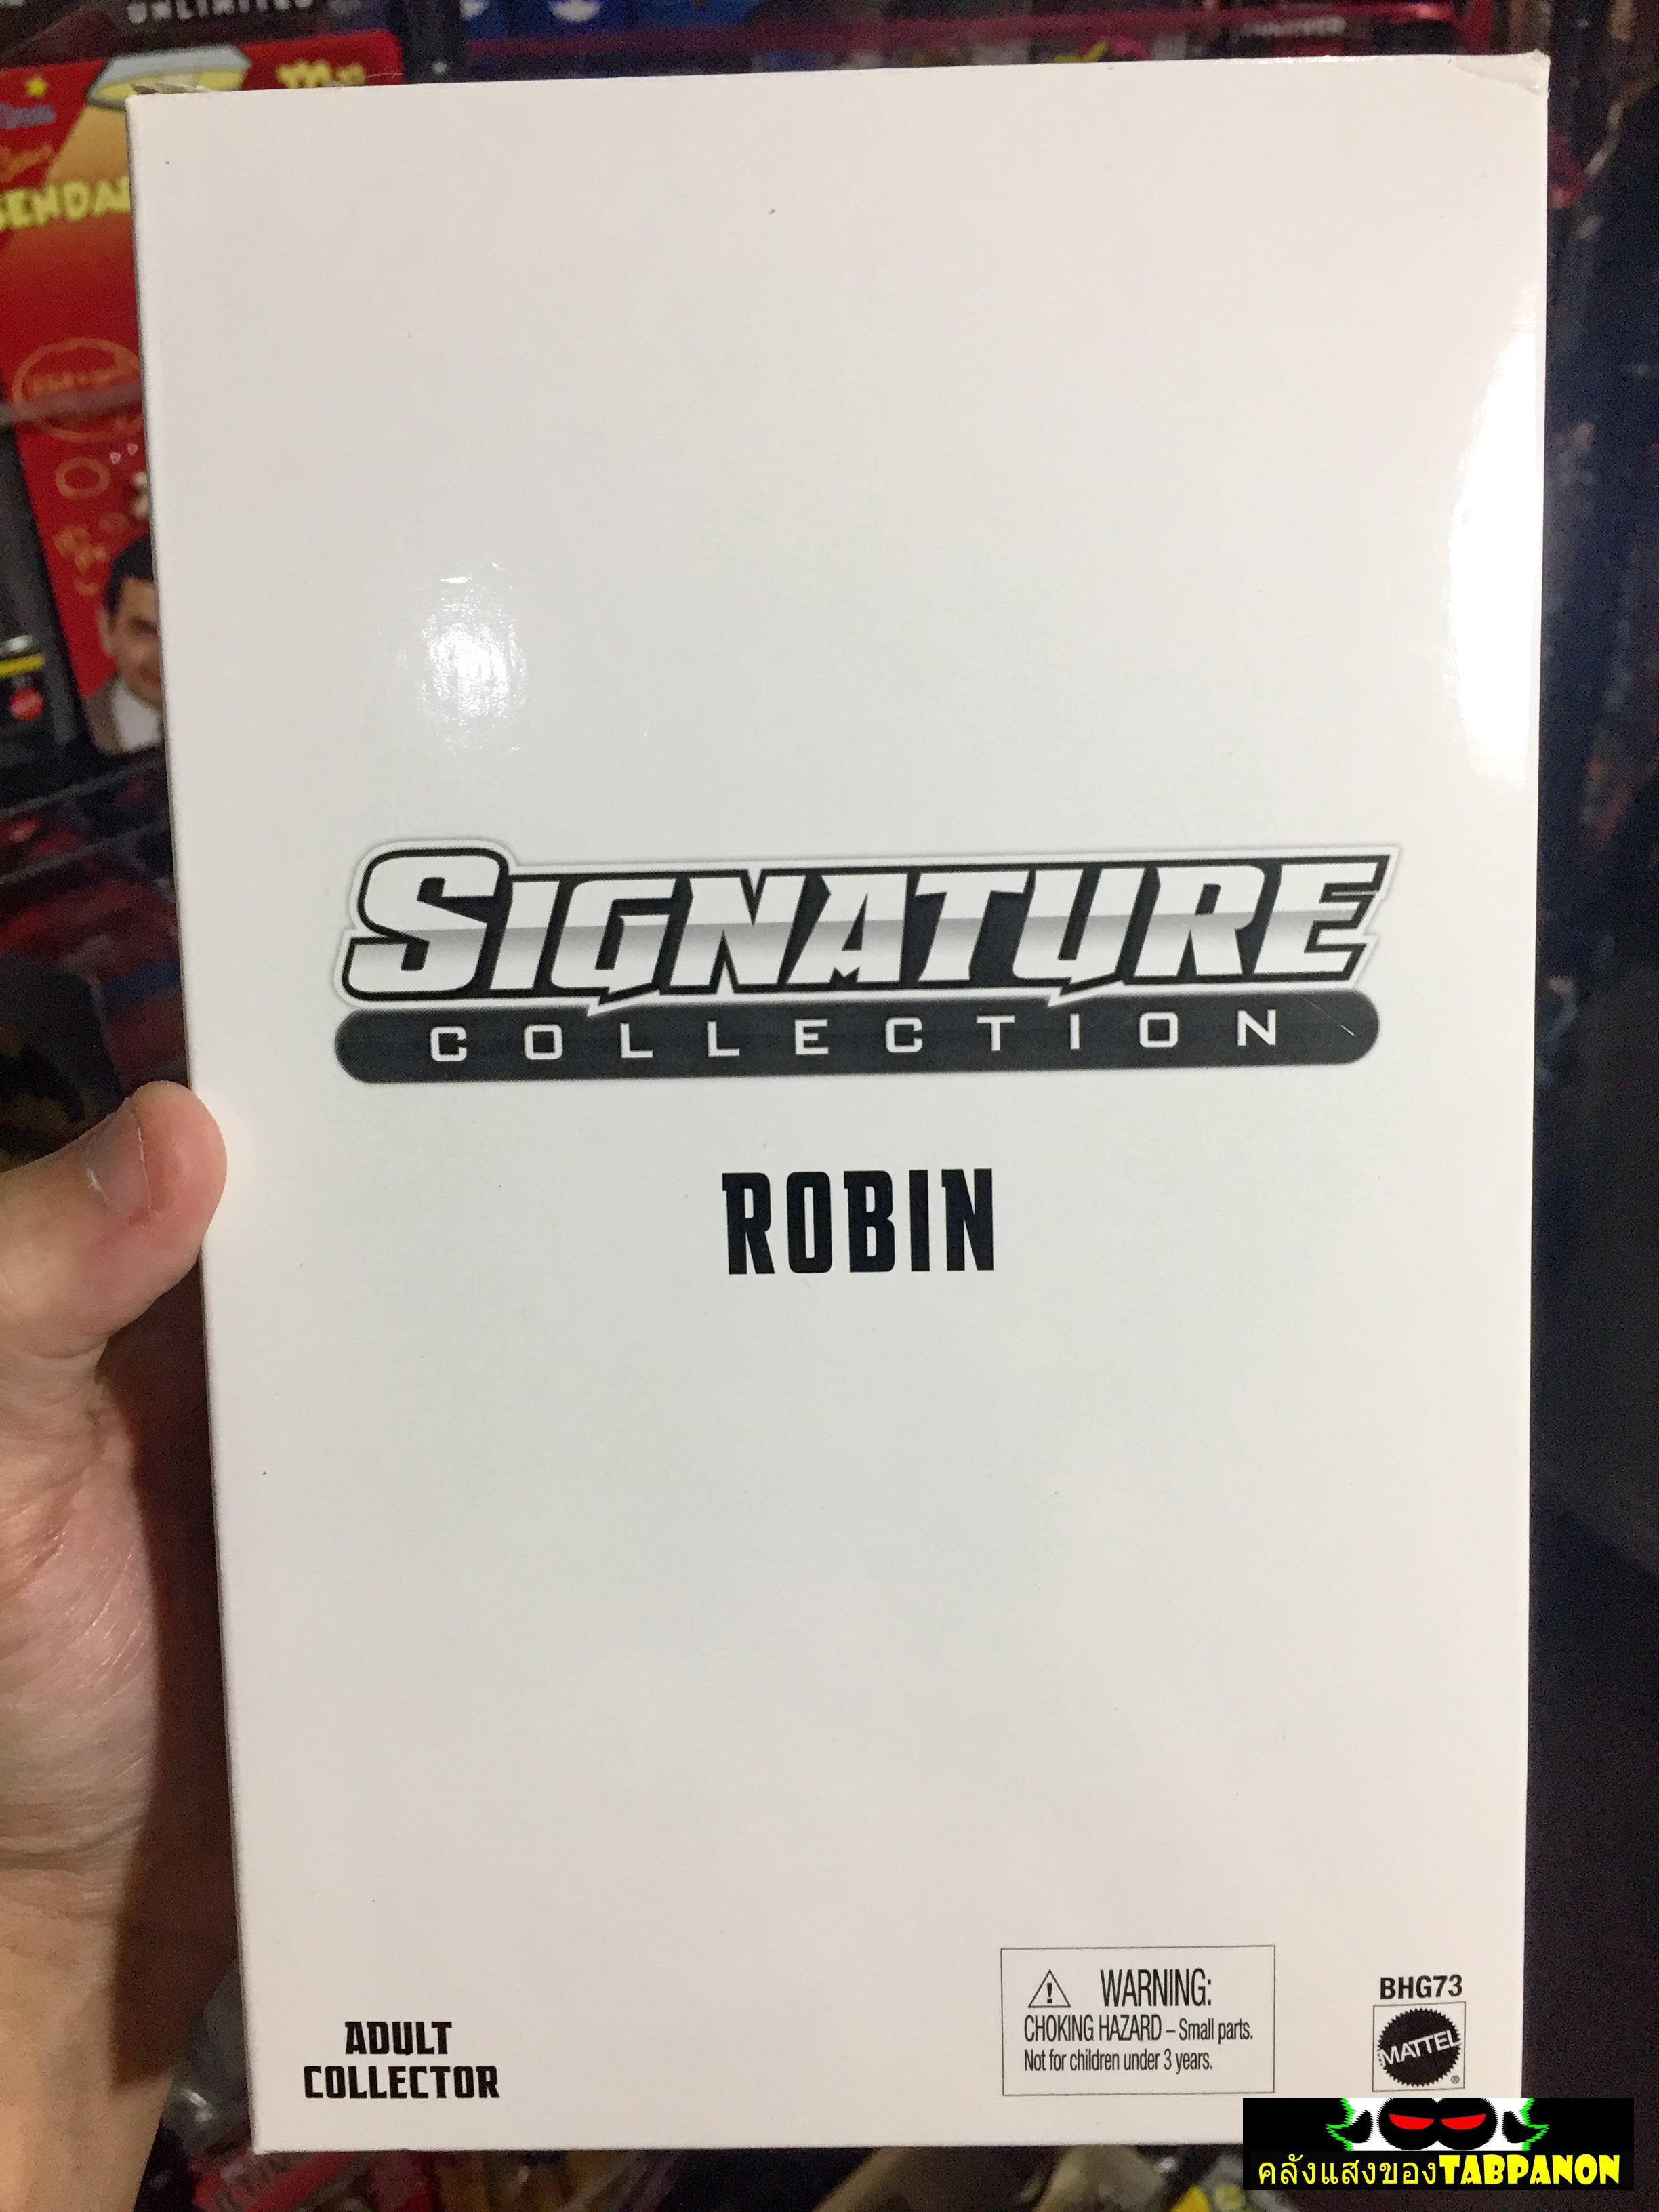 UNLIMITED
SIGNATURE
COLLECTION
ROBIN
ADULT
COLLECTOR
WARNING:
CHOKING HAZARD – Small parts.
Not for children under 3 years.
BHG73
MATTEL
®
คลังแสงของTABPANON